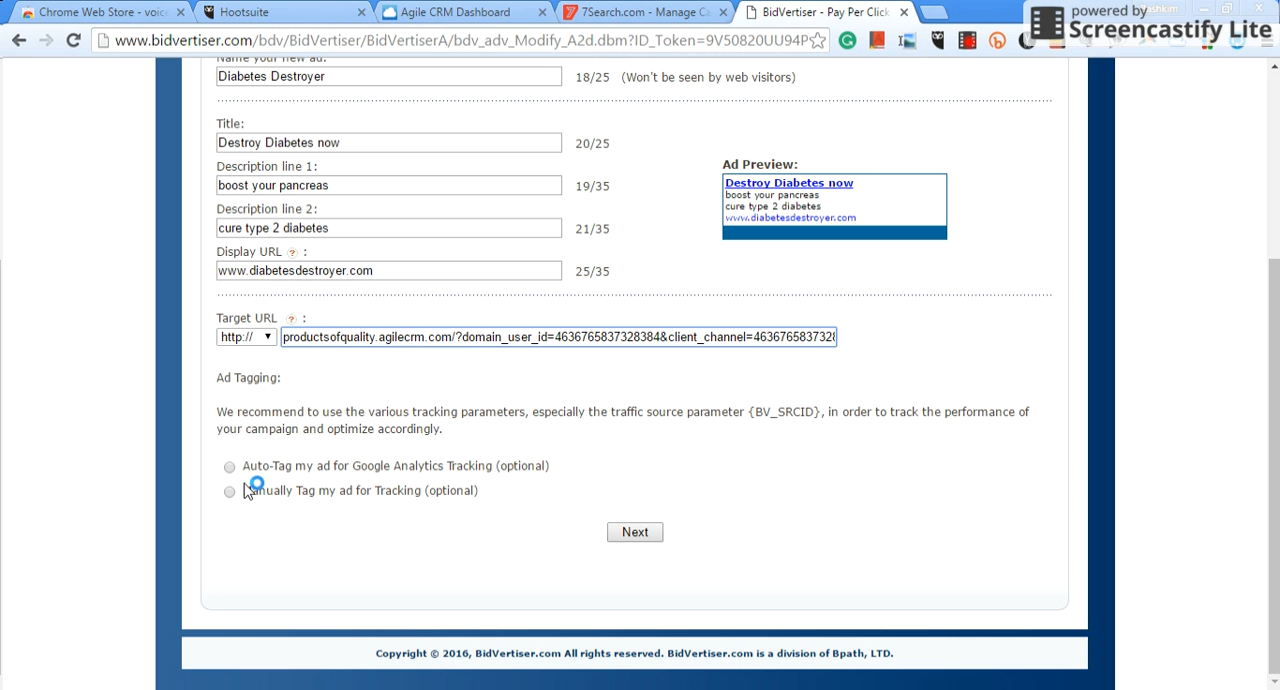 Chrome Web Store - voic
Hootsuite
Agile CRM Dashboard
7Search.com - Manage Ca
BidVertiser - Pay Per Click
powered by
Screencastify Lite
www.bidvertiser.com/bdv/BidVertiser/BidVertiserA/bdv_adv_Modify_A2d.dbm?ID_Token=9V50820UU94P
Name your new ad:
Diabetes Destroyer 18/25 (Won't be seen by web visitors)
Title:
Destroy Diabetes now 20/25
Description line 1:
boost your pancreas 19/35
Description line 2:
cure type 2 diabetes 21/35
Display URL ? :
www.diabetesdestroyer.com 25/35
Ad Preview:
Destroy Diabetes now
boost your pancreas
cure type 2 diabetes
www.diabetesdestroyer.com
Target URL ? :
http:// productsofquality.agilecrm.com/?domain_user_id=4636765837328384&client_channel=4636765837328
Ad Tagging:
We recommend to use the various tracking parameters, especially the traffic source parameter {BV_SRCID}, in order to track the performance of
your campaign and optimize accordingly.
Auto-Tag my ad for Google Analytics Tracking (optional)
Manually Tag my ad for Tracking (optional)
Next
Copyright © 2016, BidVertiser.com All rights reserved. BidVertiser.com is a division of Bpath, LTD.